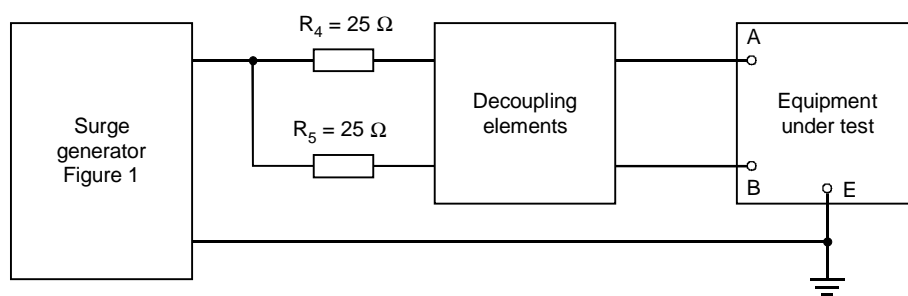 R4 = 25 Ω
A
Surge
generator
Figure 1
Decoupling
elements
Equipment
under test
R5 = 25 Ω
B
E